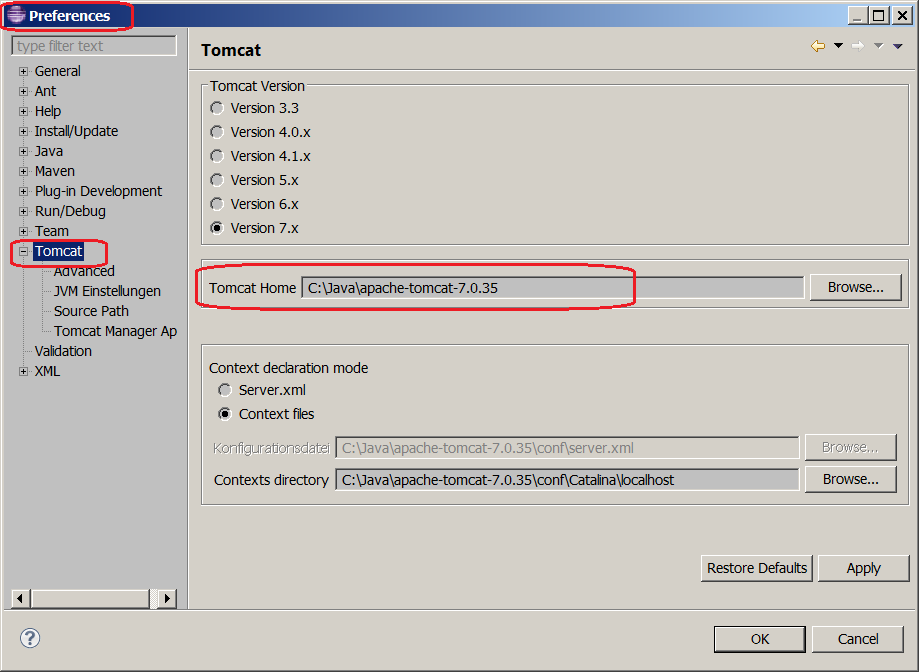 Preferences
type filter text
General
Ant
Help
Install/Update
Java
Maven
Plug-in Development
Run/Debug
Team
Tomcat
Advanced
JVM Einstellungen
Source Path
Tomcat Manager Ap
Validation
XML
Tomcat
Tomcat Version
Version 3.3
Version 4.0.x
Version 4.1.x
Version 5.x
Version 6.x
Version 7.x
Tomcat Home C:\Java\apache-tomcat-7.0.35 Browse...
Context declaration mode
Server.xml
Context files
Konfigurationsdatei C:\Java\apache-tomcat-7.0.35\conf\server.xml Browse...
Contexts directory C:\Java\apache-tomcat-7.0.35\conf\Catalina\localhost Browse...
Restore Defaults Apply
? OK Cancel